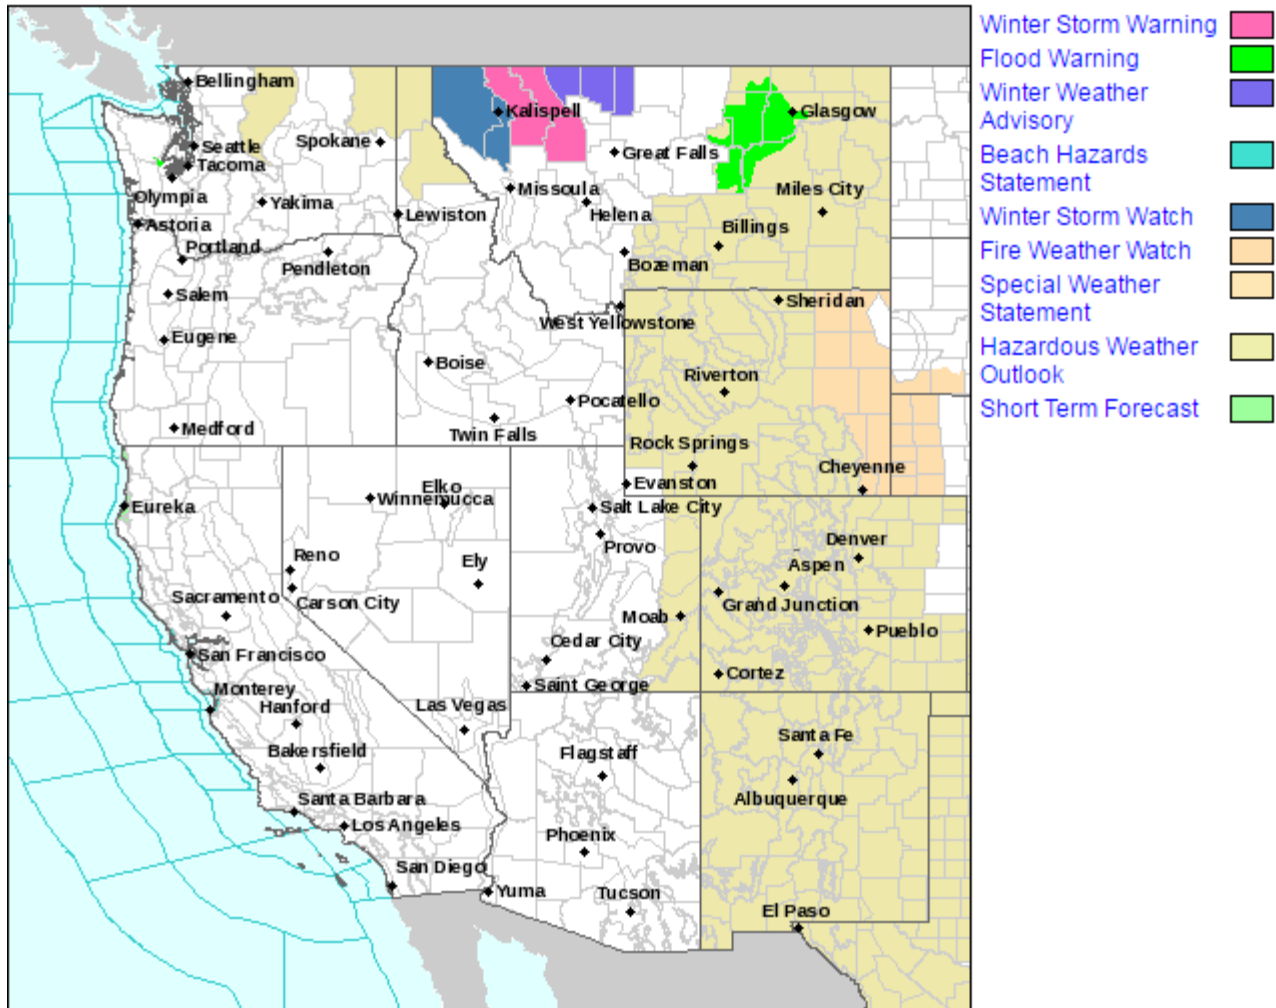 Winter Storm Warning
Flood Warning
Winter Weather
Advisory
Beach Hazards
Statement
Winter Storm Watch
Fire Weather Watch
Special Weather
Statement
Hazardous Weather
Outlook
Short Term Forecast
Bellingham
Seattle
Tacoma
Olympia
Spokane
Yakima
Astoria
Portland
Pendleton
Lewiston
Kalispell
Missoula
Great Falls
Helena
Glasgow
Miles City
Billings
Bozeman
West Yellowstone
Sheridan
Salem
Eugene
Medford
Boise
Pocatello
Twin Falls
Riverton
Rock Springs
Cheyenne
Evanston
Eureka
Elko
Winnemucca
Salt Lake City
Provo
Reno
Ely
Carson City
Sacramento
San Francisco
Denver
Aspen
Grand Junction
Moab
Pueblo
Cedar City
Saint George
Cortez
Monterey
Hanford
Las Vegas
Bakersfield
Flagstaff
Santa Fe
Albuquerque
Santa Barbara
Los Angeles
Phoenix
San Diego
Yuma
Tucson
El Paso